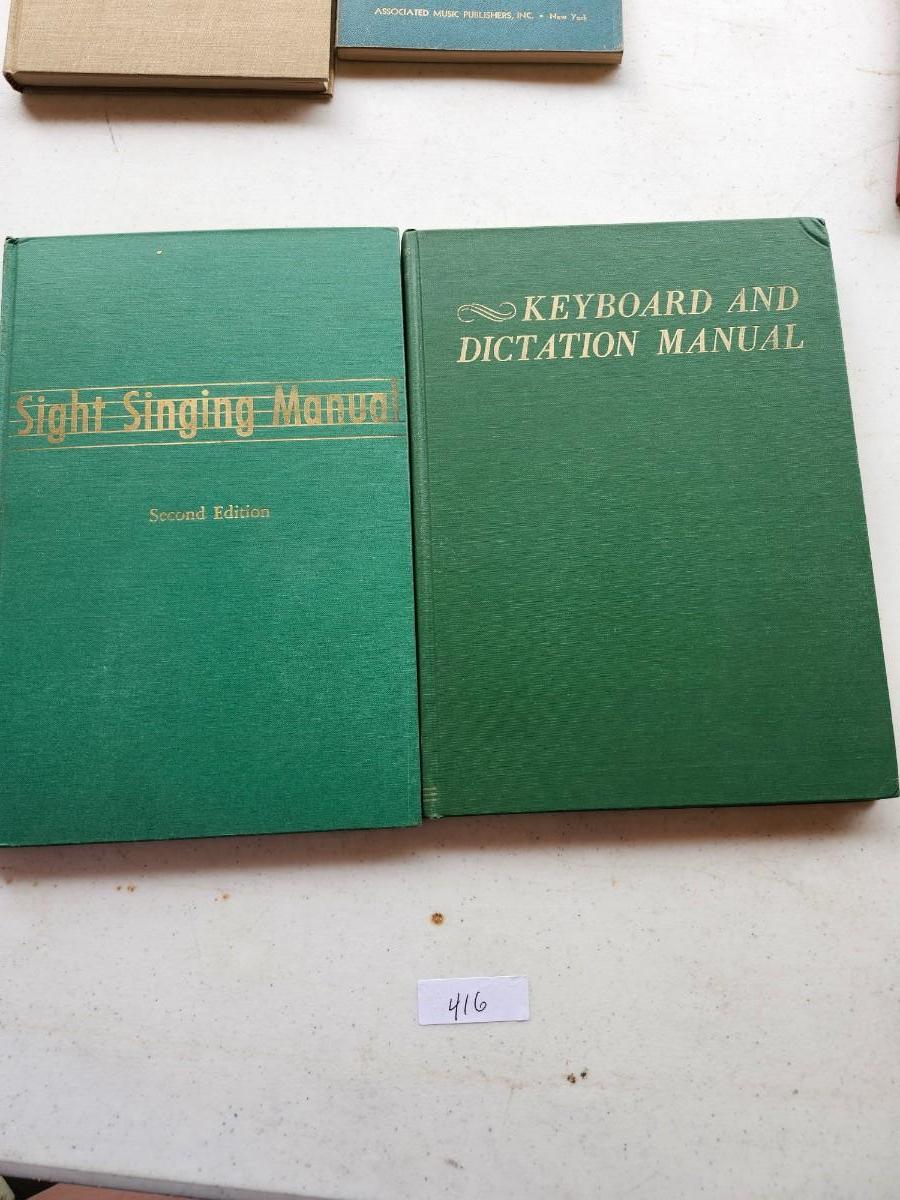 ASSOCIATED MUSIC PUBLISHERS, INC. • New York
Sight Singing Manual
Second Edition
KEYBOARD AND
DICTATION MANUAL
416